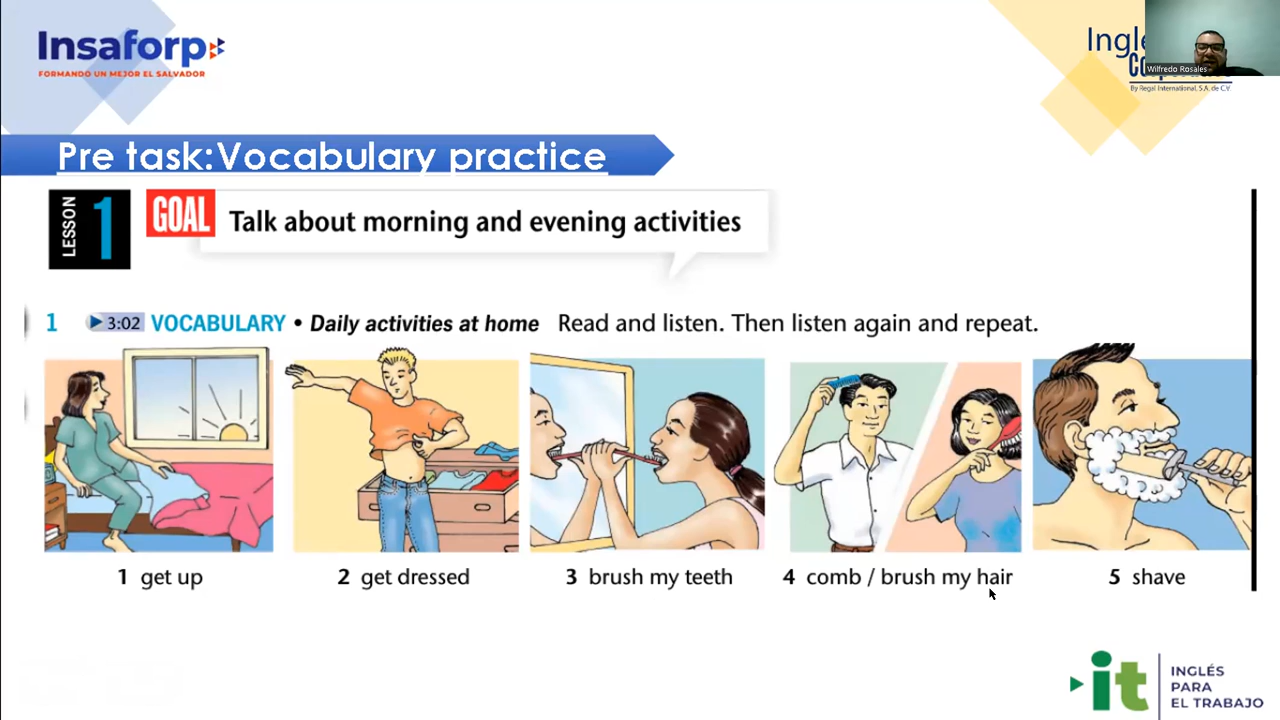 Insaforp
FORMANDO UN MEJOR EL SALVADOR
Wilfredo Rosales
By Regal International, S.A. de C.V.
Pre task:Vocabulary practice
LESSON 1
GOAL
Talk about morning and evening activities
1 3:02 VOCABULARY • Daily activities at home Read and listen. Then listen again and repeat.
1 get up
2 get dressed
3 brush my teeth
4 comb / brush my hair
5 shave
it
INGLÉS
PARA
EL TRABAJO